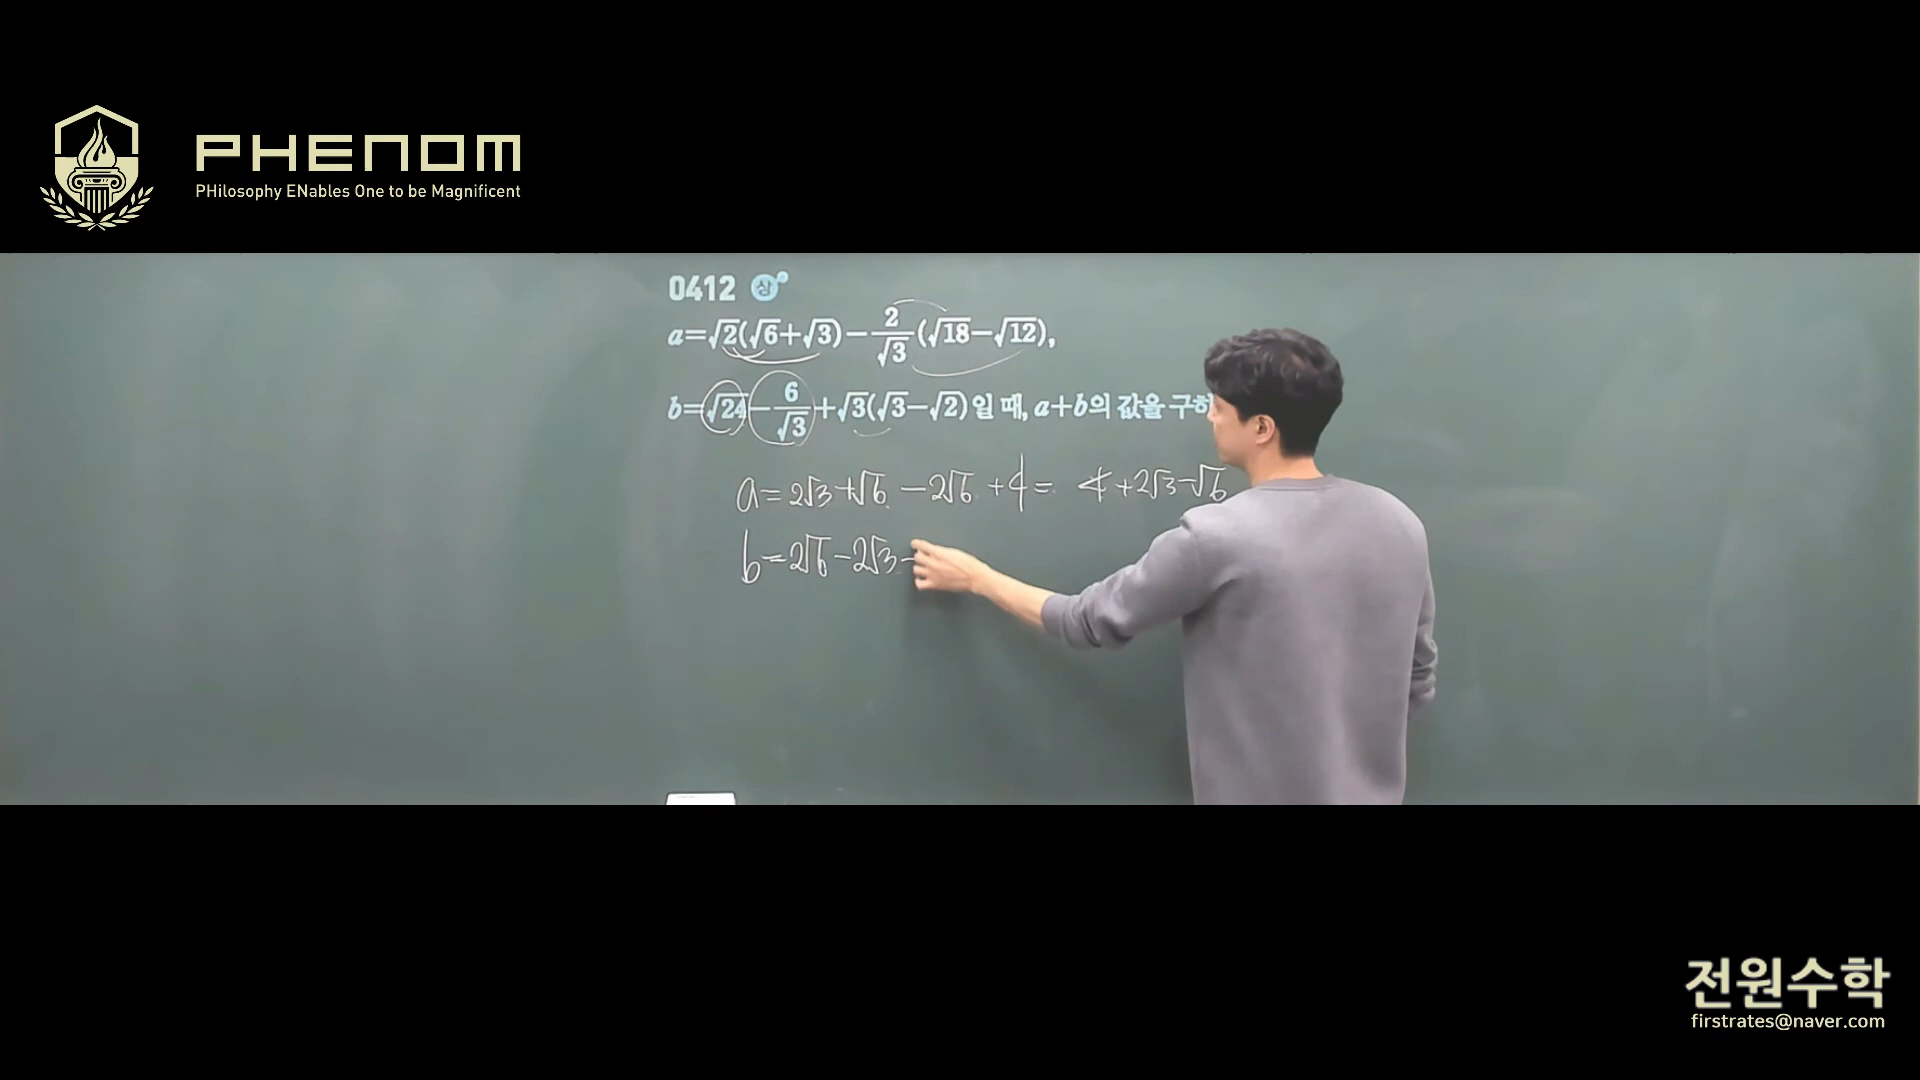 PHENOM
PHilosophy ENables One to be Magnificent
0412 상
a=√2(√6+√3)−2/√3(√18−√12),
b=√24−6/√3+√3(√3−√2)일 때, a+b의 값을 구하
a=2√3+√6−2√6+4= 4+2√3−√6
b=2√6−2√3−
전원수학
firstrates@naver.com